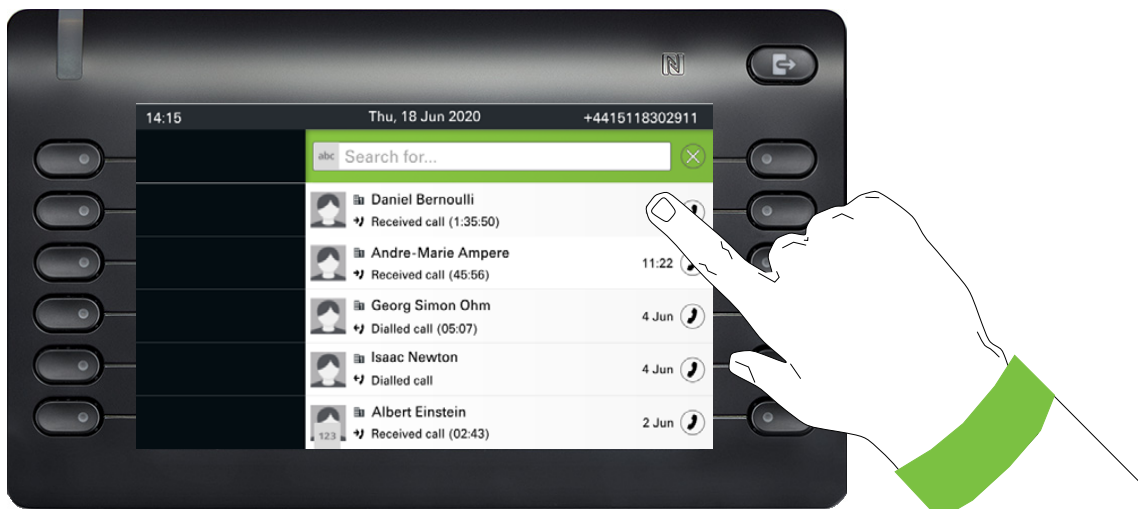 14:15 Thu, 18 Jun 2020 +4415118302911
abc Search for...
Daniel Bernoulli
Received call (1:35:50)
Andre-Marie Ampere
Received call (45:56) 11:22
Georg Simon Ohm
Dialled call (05:07) 4 Jun
Isaac Newton
Dialled call 4 Jun
Albert Einstein
123 Received call (02:43) 2 Jun